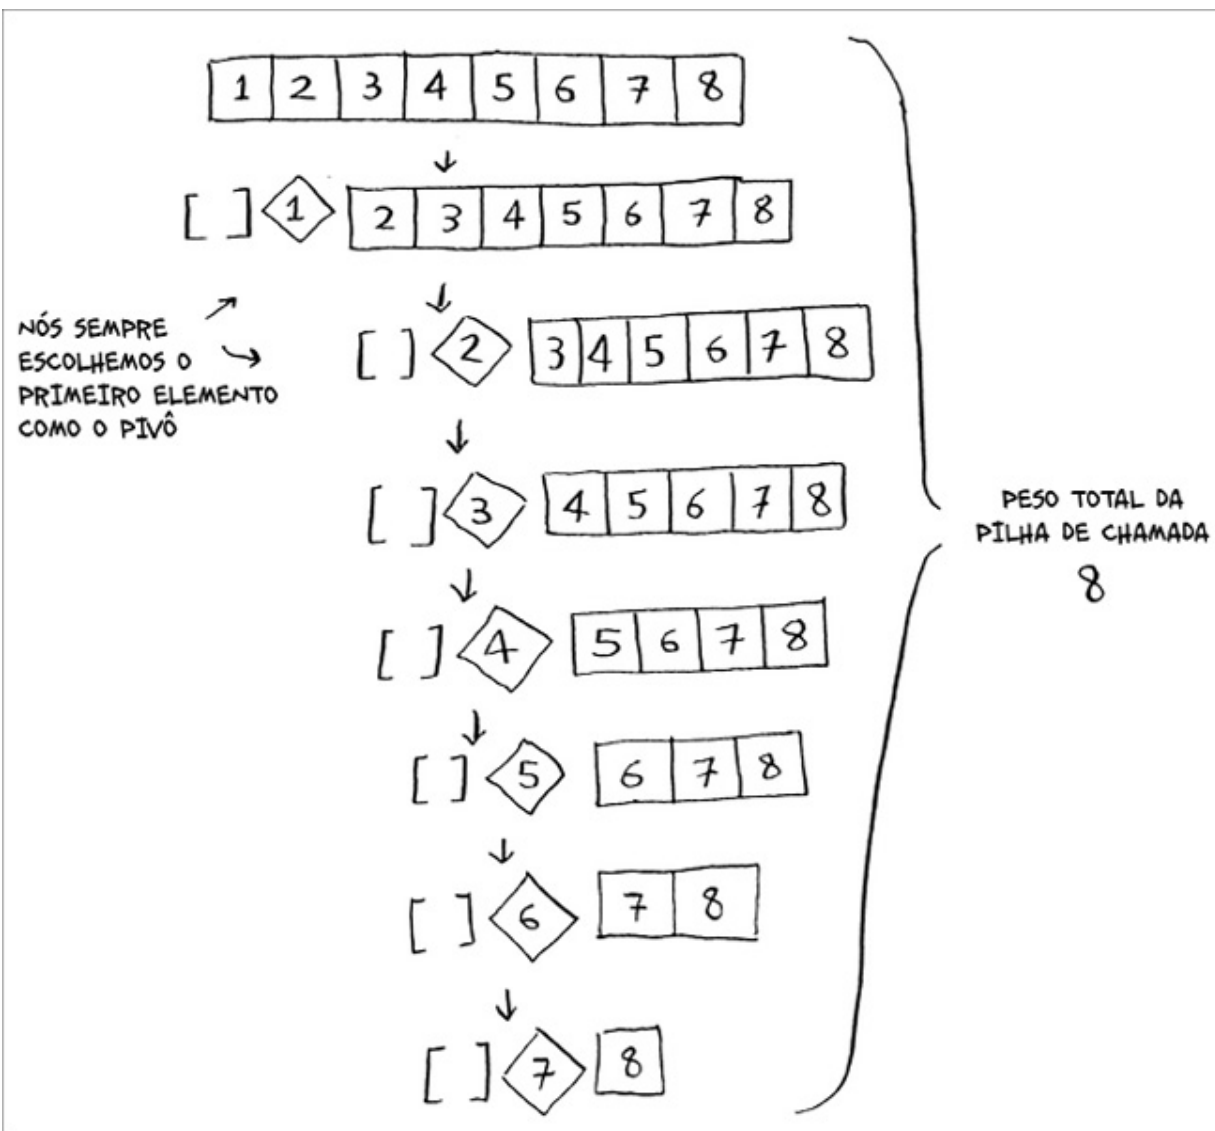 1 2 3 4 5 6 7 8
[ ] 1 2 3 4 5 6 7 8
NÓS SEMPRE
ESCOLHEMOS O
PRIMEIRO ELEMENTO
COMO O PIVÔ
[ ] 2 3 4 5 6 7 8
[ ] 3 4 5 6 7 8
PESO TOTAL DA
PILHA DE CHAMADA
8
[ ] 4 5 6 7 8
[ ] 5 6 7 8
[ ] 6 7 8
[ ] 7 8